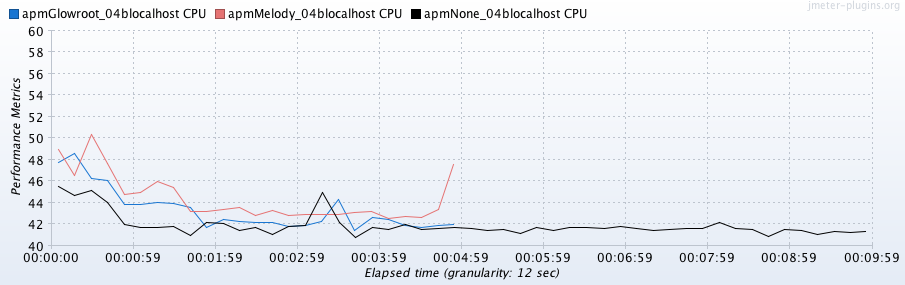 jmeter-plugins.org
apmGlowroot_04blocalhost CPU apmMelody_04blocalhost CPU apmNone_04blocalhost CPU
60
58
56
54
52
50
48
46
44
42
40
Performance Metrics
00:00:00 00:00:59 00:01:59 00:02:59 00:03:59 00:04:59 00:05:59 00:06:59 00:07:59 00:08:59 00:09:59
Elapsed time (granularity: 12 sec)